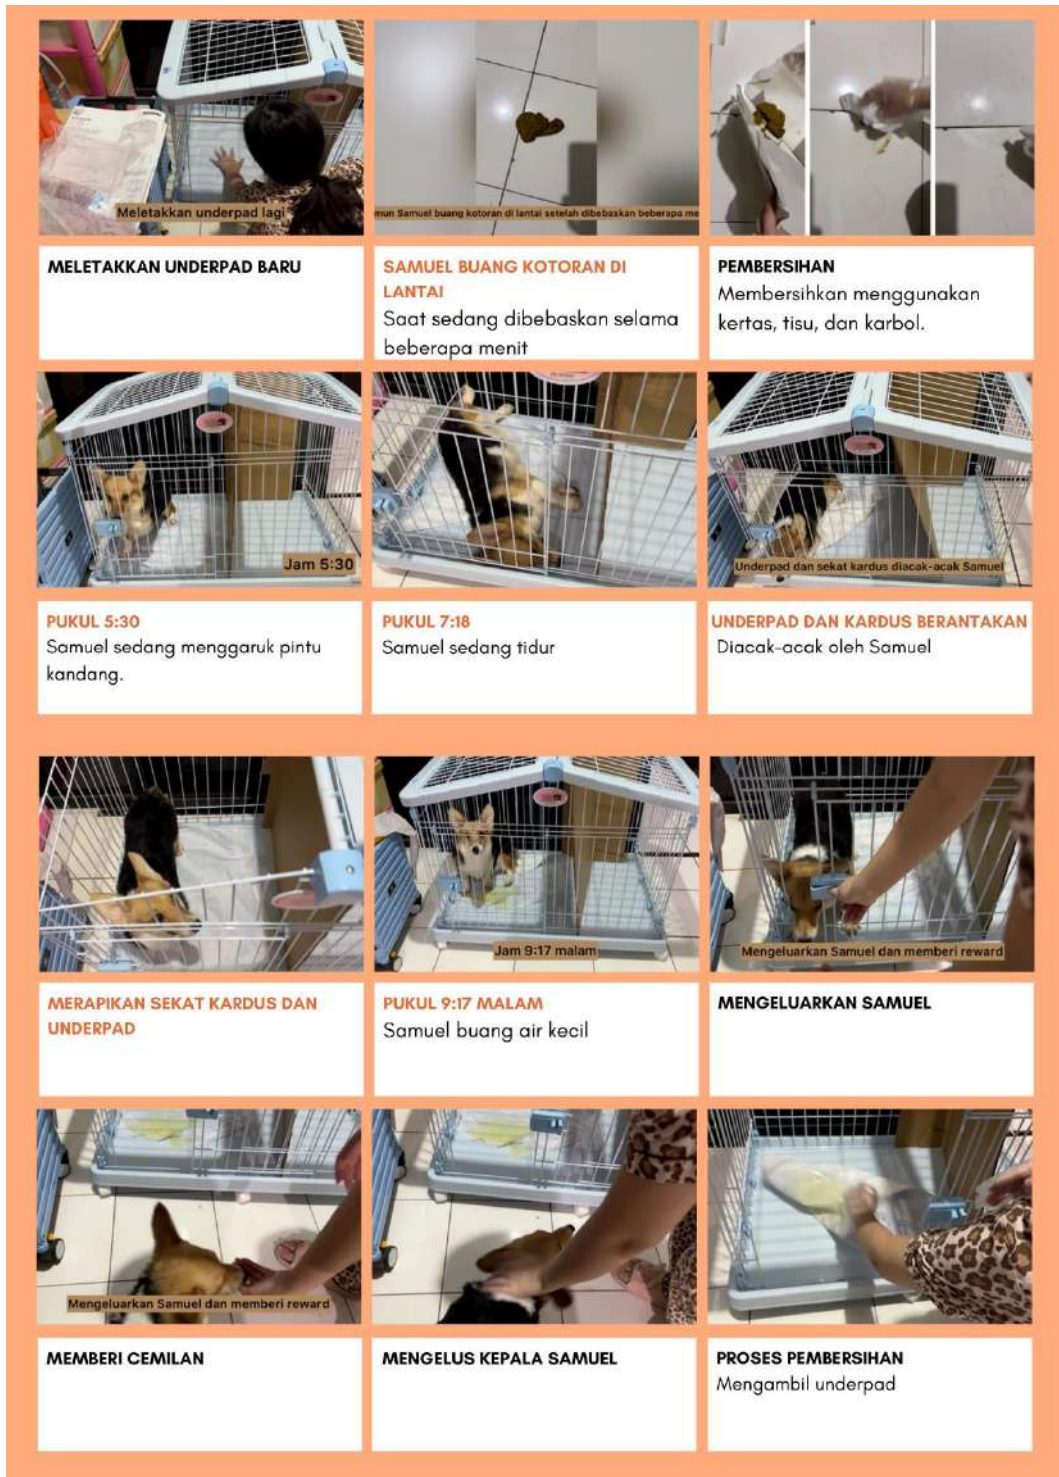 Meletakkan underpad lagi
mun Samuel buang kotoran di lantai setelah dibebaskan beberapa me
MELETAKKAN UNDERPAD BARU
SAMUEL BUANG KOTORAN DI
LANTAI
Saat sedang dibebaskan selama
beberapa menit
PEMBERSIHAN
Membersihkan menggunakan
kertas, tisu, dan karbol.
Jam 5:30
Underpad dan sekat kardus diacak-acak Samuel
PUKUL 5:30
Samuel sedang menggaruk pintu
kandang.
PUKUL 7:18
Samuel sedang tidur
UNDERPAD DAN KARDUS BERANTAKAN
Diacak-acak oleh Samuel
Jam 9:17 malam
Mengeluarkan Samuel dan memberi reward
MERAPIKAN SEKAT KARDUS DAN
UNDERPAD
PUKUL 9:17 MALAM
Samuel buang air kecil
MENGELUARKAN SAMUEL
Mengeluarkan Samuel dan memberi reward
MEMBERI CEMILAN
MENGELUS KEPALA SAMUEL
PROSES PEMBERSIHAN
Mengambil underpad